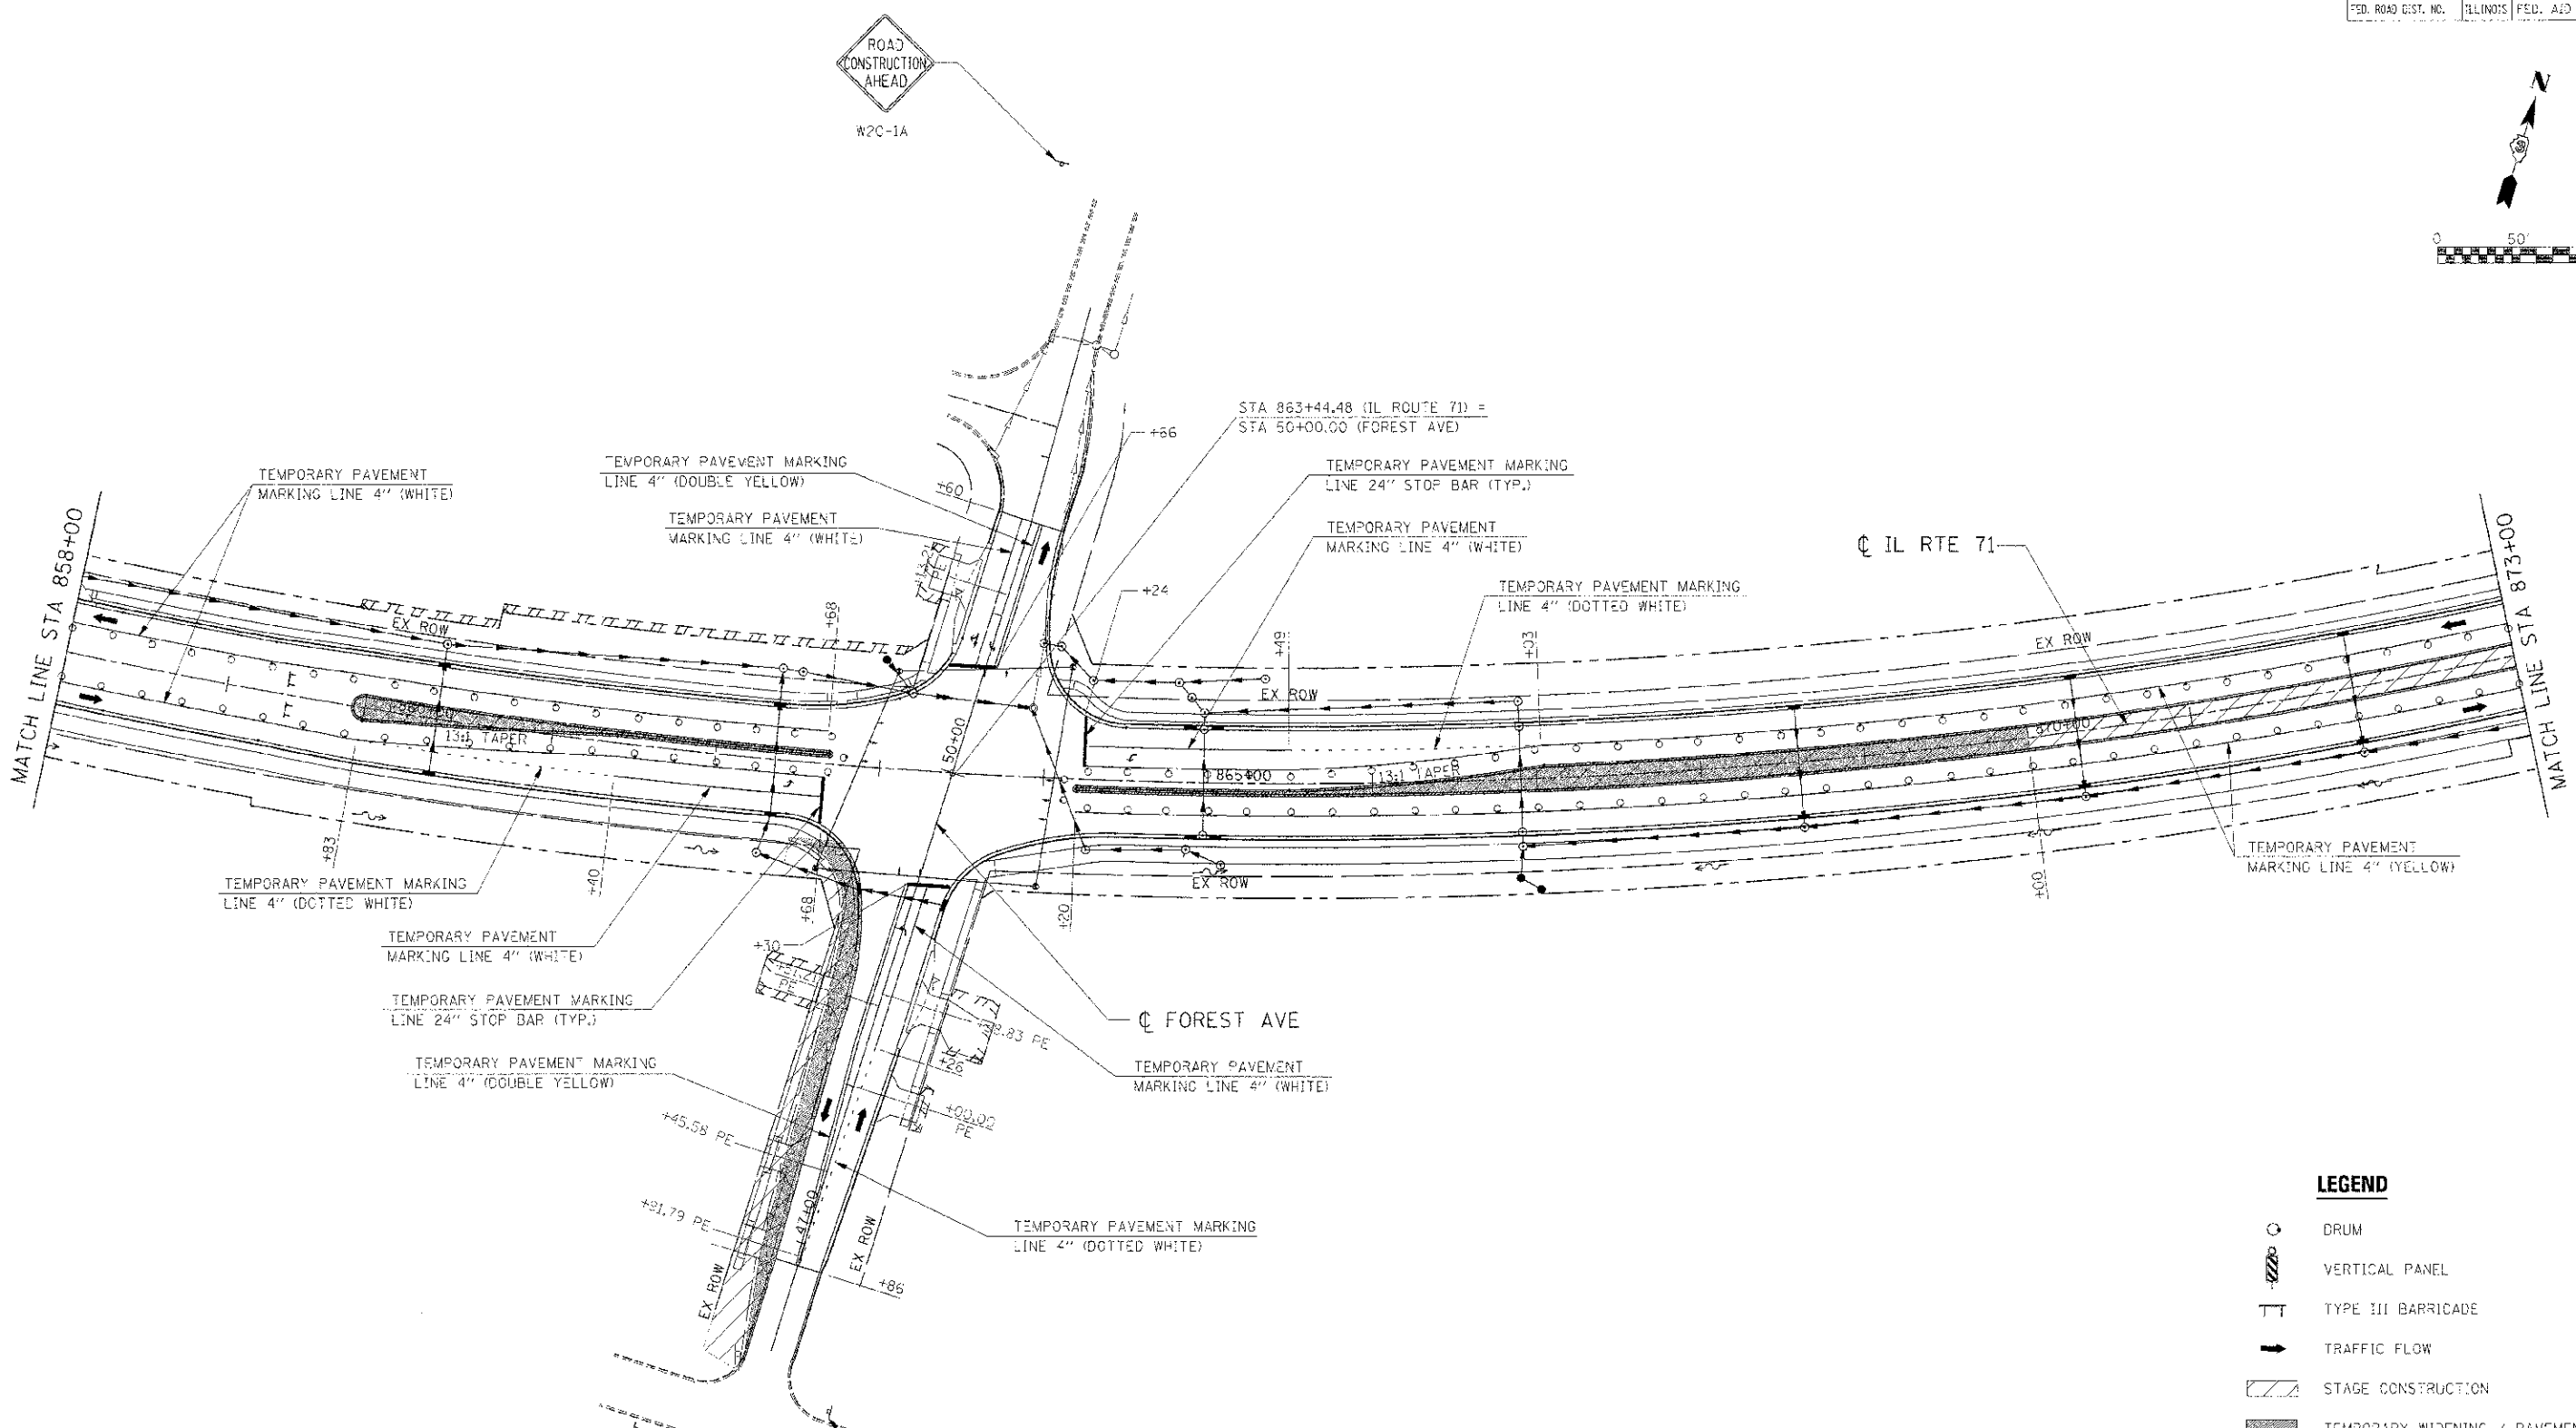 FED. ROAD DIST. NO. ILLINOIS FED. AID
ROAD
CONSTRUCTION
AHEAD
N
0 50'
STA 863+44.48 (IL ROUTE 71) =
STA 50+00.00 (FOREST AVE)
+66
TEMPORARY PAVEMENT MARKING
LINE 4" (DOUBLE YELLOW)
TEMPORARY PAVEMENT MARKING
LINE 24" STOP BAR (TYP.)
TEMPORARY PAVEMENT
MARKING LINE 4" (WHITE)
+60
TEMPORARY PAVEMENT
MARKING LINE 4" (WHITE)
TEMPORARY PAVEMENT
MARKING LINE 4" (WHITE)
℄ IL RTE 71
MATCH LINE STA 858+00
MATCH LINE STA 873+00
TEMPORARY PAVEMENT MARKING
LINE 4" (DOTTED WHITE)
+24
+68
+49
+03
PE
EX ROW
EX ROW
EX ROW
50+00
13:1 TAPER
865+00
13:1 TAPER
870+00
+83
+40
+68
+20
+00
EX ROW
TEMPORARY PAVEMENT
MARKING LINE 4" (YELLOW)
TEMPORARY PAVEMENT MARKING
LINE 4" (DOTTED WHITE)
TEMPORARY PAVEMENT
MARKING LINE 4" (WHITE)
+30
PE
TEMPORARY PAVEMENT MARKING
LINE 24" STOP BAR (TYP.)
℄ FOREST AVE
TEMPORARY PAVEMENT MARKING
LINE 4" (DOUBLE YELLOW)
+26
TEMPORARY PAVEMENT
MARKING LINE 4" (WHITE)
+00.00
PE
+45.58 PE
47+00
EX ROW
EX ROW
+86
TEMPORARY PAVEMENT MARKING
LINE 4" (DOTTED WHITE)
LEGEND
DRUM
VERTICAL PANEL
TYPE III BARRICADE
TRAFFIC FLOW
STAGE CONSTRUCTION